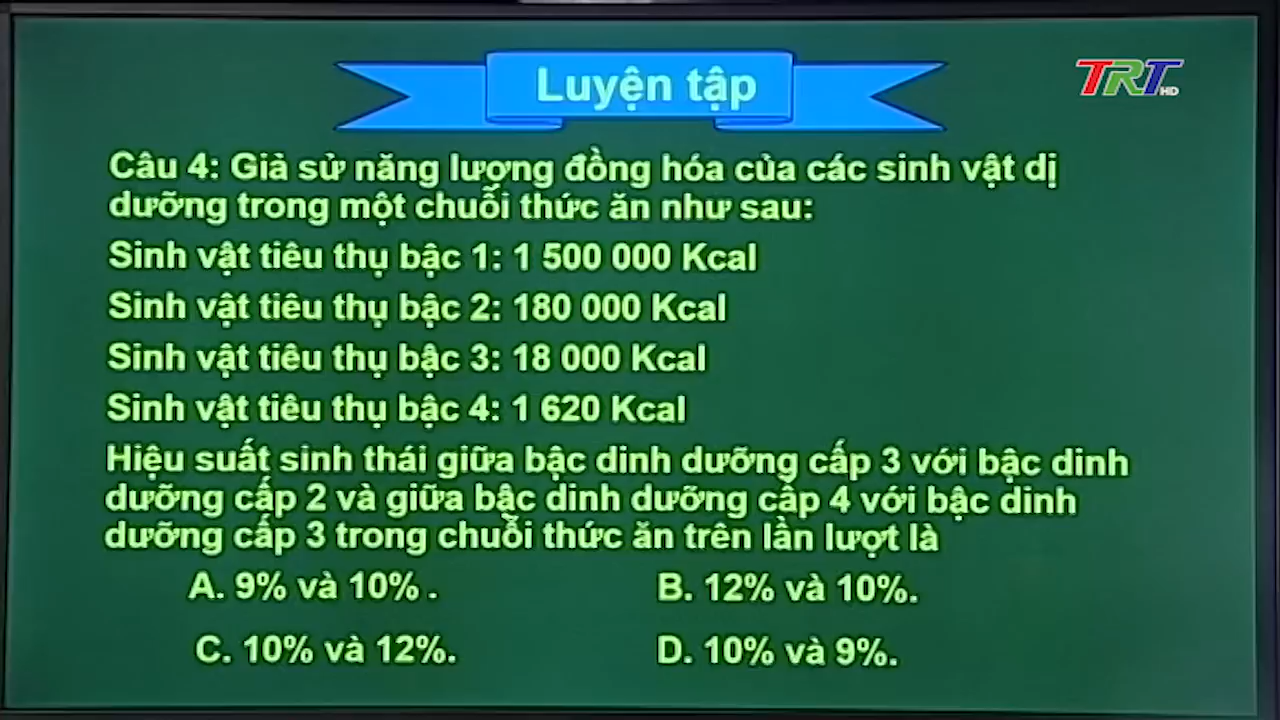 Luyện tập
TRT HD
Câu 4: Giả sử năng lượng đồng hóa của các sinh vật dị
dưỡng trong một chuỗi thức ăn như sau:
Sinh vật tiêu thụ bậc 1: 1 500 000 Kcal
Sinh vật tiêu thụ bậc 2: 180 000 Kcal
Sinh vật tiêu thụ bậc 3: 18 000 Kcal
Sinh vật tiêu thụ bậc 4: 1 620 Kcal
Hiệu suất sinh thái giữa bậc dinh dưỡng cấp 3 với bậc dinh
dưỡng cấp 2 và giữa bậc dinh dưỡng cấp 4 với bậc dinh
dưỡng cấp 3 trong chuỗi thức ăn trên lần lượt là
A. 9% và 10% .
B. 12% và 10%.
C. 10% và 12%.
D. 10% và 9%.